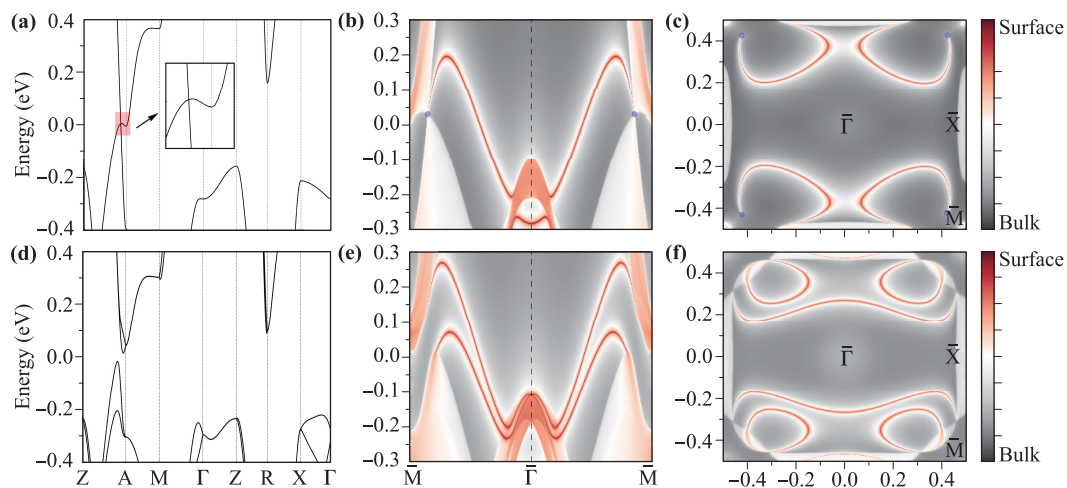 (a)
Energy (eV)
0.4
0.2
0.0
−0.2
−0.4
(b)
0.3
0.2
0.1
0.0
−0.1
−0.2
−0.3
(c)
0.4
0.2
0.0
−0.2
−0.4
Γ̅
X̅
M̅
Surface
Bulk
(d)
Energy (eV)
0.4
0.2
0.0
−0.2
−0.4
Z A M Γ Z R X Γ
(e)
0.3
0.2
0.1
0.0
−0.1
−0.2
−0.3
M̅ Γ̅ M̅
(f)
0.4
0.2
0.0
−0.2
−0.4
Γ̅
X̅
M̅
−0.4 −0.2 0.0 0.2 0.4
Surface
Bulk